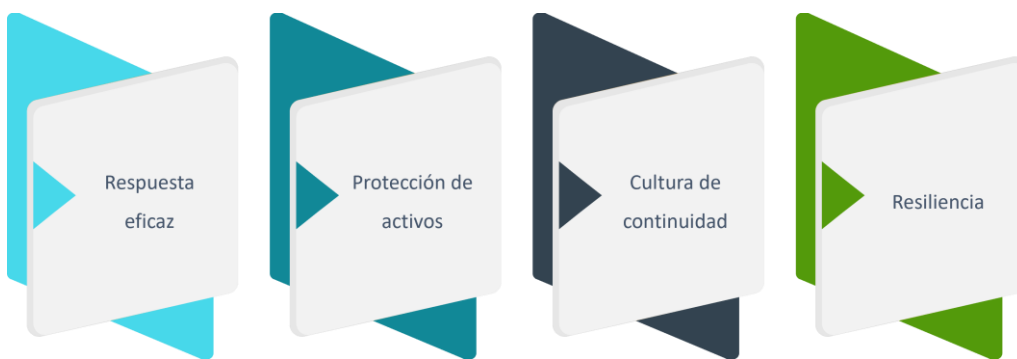 Respuesta
eficaz
Protección de
activos
Cultura de
continuidad
Resiliencia